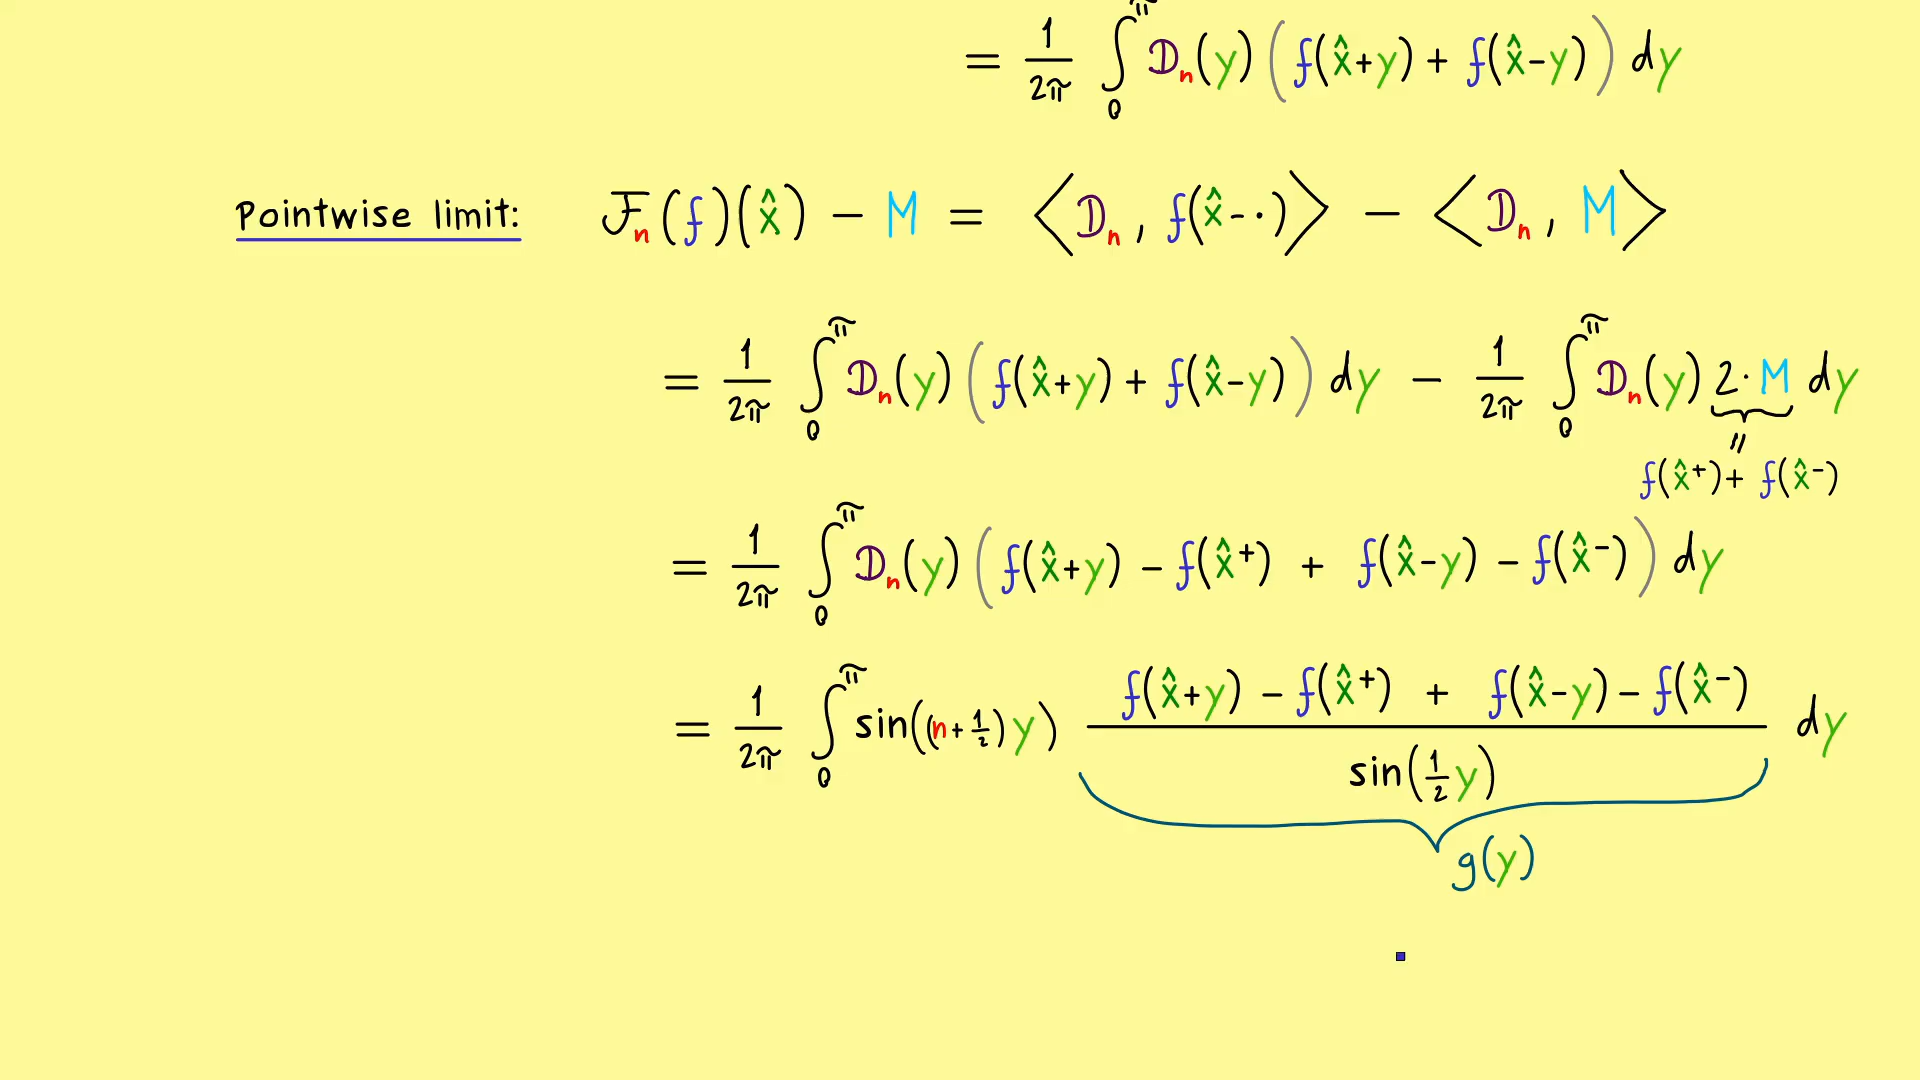 = 1/2π ∫₀^π Dₙ(y) (f(x̂+y) + f(x̂-y)) dy
Pointwise limit: ℱₙ(f)(x̂) − M = ⟨Dₙ, f(x̂-·)⟩ − ⟨Dₙ, M⟩
= 1/2π ∫₀^π Dₙ(y) (f(x̂+y) + f(x̂-y)) dy − 1/2π ∫₀^π Dₙ(y) 2·M dy
= f(x̂⁺) + f(x̂⁻)
= 1/2π ∫₀^π Dₙ(y) (f(x̂+y) − f(x̂⁺) + f(x̂-y) − f(x̂⁻)) dy
= 1/2π ∫₀^π sin((n+1/2)y) (f(x̂+y) − f(x̂⁺) + f(x̂-y) − f(x̂⁻))/sin(1/2 y) dy
g(y)